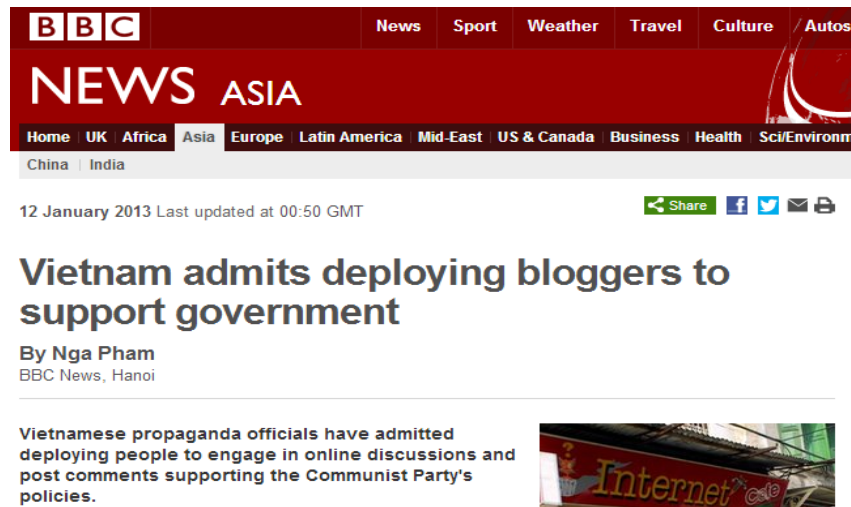 BBC
News Sport Weather Travel Culture Autos
NEWS ASIA
Home UK Africa Asia Europe Latin America Mid-East US & Canada Business Health Sci/Environm
China India
12 January 2013 Last updated at 00:50 GMT
Share
Vietnam admits deploying bloggers to
support government
By Nga Pham
BBC News, Hanoi
Vietnamese propaganda officials have admitted
deploying people to engage in online discussions and
post comments supporting the Communist Party's
policies.
Internet Cafe